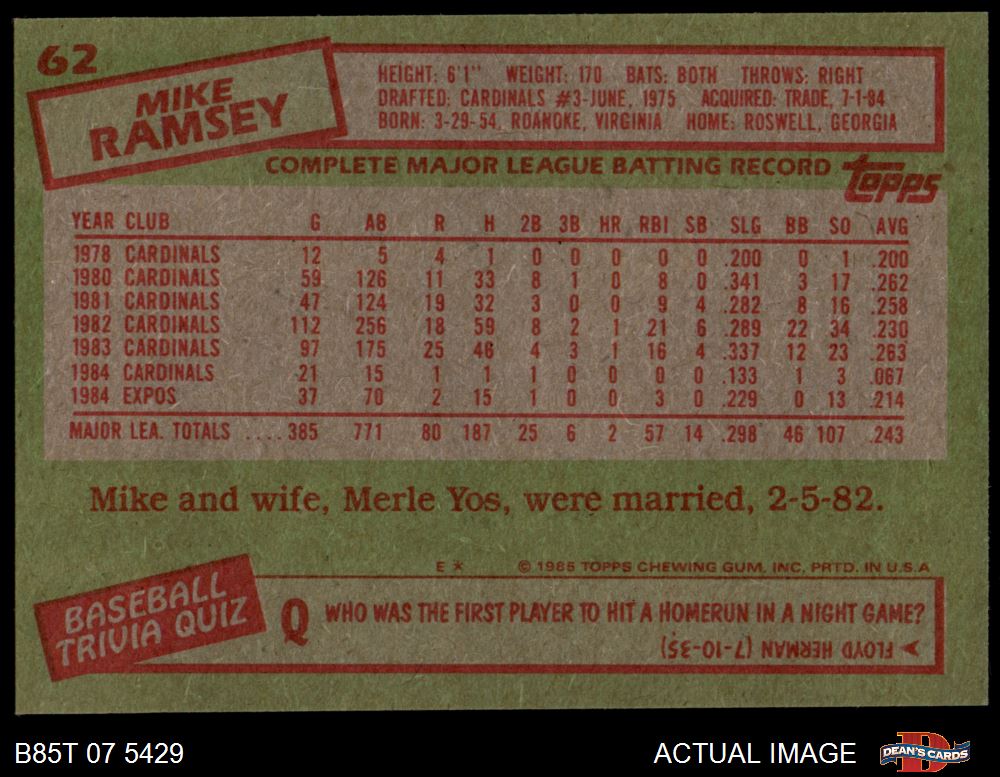 62
MIKE
RAMSEY
HEIGHT: 6'1" WEIGHT: 170 BATS: BOTH THROWS: RIGHT
DRAFTED: CARDINALS #3-JUNE, 1975 ACQUIRED: TRADE, 7-1-84
BORN: 3-29-54, ROANOKE, VIRGINIA HOME: ROSWELL, GEORGIA
COMPLETE MAJOR LEAGUE BATTING RECORD
topps
YEAR CLUB G AB R H 2B 3B HR RBI SB SLG BB SO AVG
1978 CARDINALS 12 5 4 1 0 0 0 0 0 .200 0 1 .200
1980 CARDINALS 59 126 11 33 8 1 0 8 0 .341 3 17 .262
1981 CARDINALS 47 124 19 32 3 0 0 9 4 .282 8 16 .258
1982 CARDINALS 112 256 18 59 8 2 1 21 6 .289 22 34 .230
1983 CARDINALS 97 175 25 46 4 3 1 16 4 .337 12 23 .263
1984 CARDINALS 21 15 1 1 1 0 0 0 0 .133 1 3 .067
1984 EXPOS 37 70 2 15 1 0 0 3 0 .229 0 13 .214
MAJOR LEA. TOTALS .... 385 771 80 187 25 6 2 57 14 .298 46 107 .243
Mike and wife, Merle Yos, were married, 2-5-82.
E * © 1985 TOPPS CHEWING GUM, INC. PRTD. IN U.S.A
BASEBALL
TRIVIA QUIZ
Q WHO WAS THE FIRST PLAYER TO HIT A HOMERUN IN A NIGHT GAME?
FLOYD HERMAN (7-10-35)
B85T 07 5429
ACTUAL IMAGE
D
DEAN'S CARDS